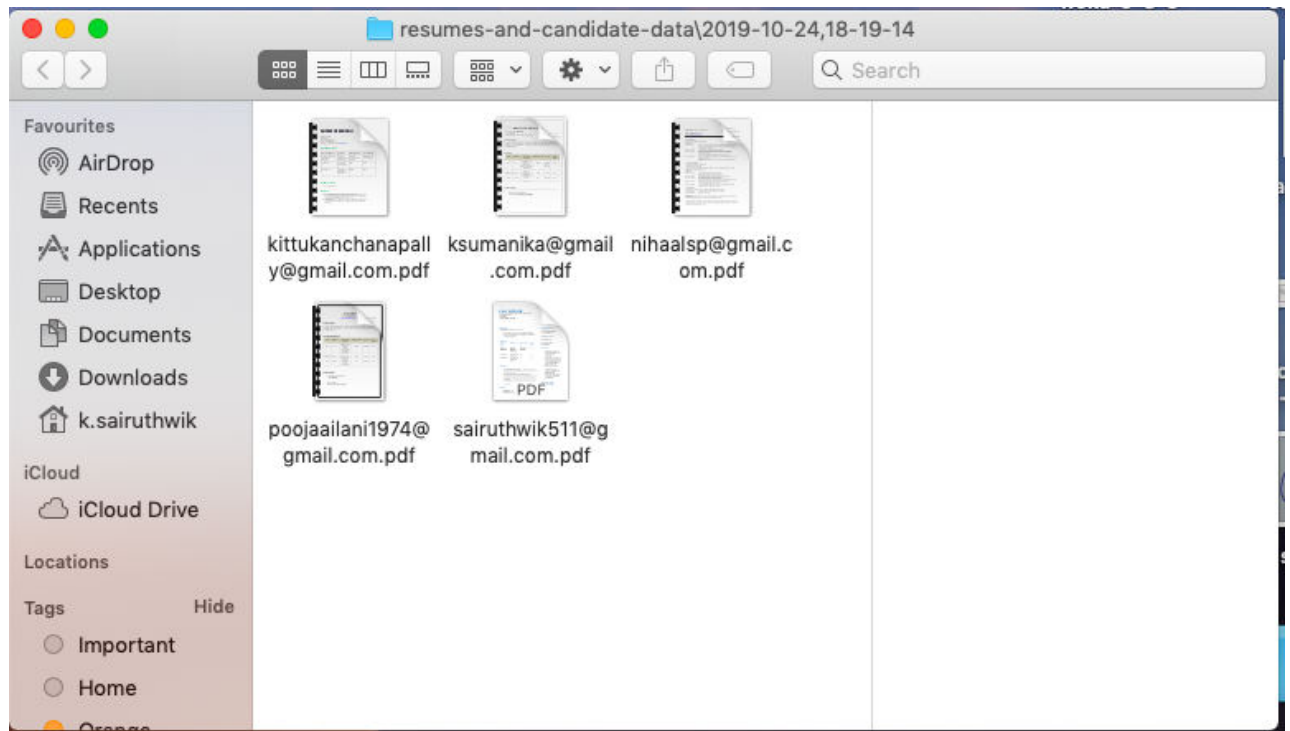 resumes-and-candidate-data\2019-10-24,18-19-14
Search
Favourites
AirDrop
Recents
Applications
Desktop
Documents
Downloads
k.sairuthwik
iCloud
iCloud Drive
Locations
Tags Hide
Important
Home
Orange
kittukanchanapall
y@gmail.com.pdf
ksumanika@gmail
.com.pdf
nihaalsp@gmail.c
om.pdf
poojaailani1974@
gmail.com.pdf
PDF
sairuthwik511@g
mail.com.pdf